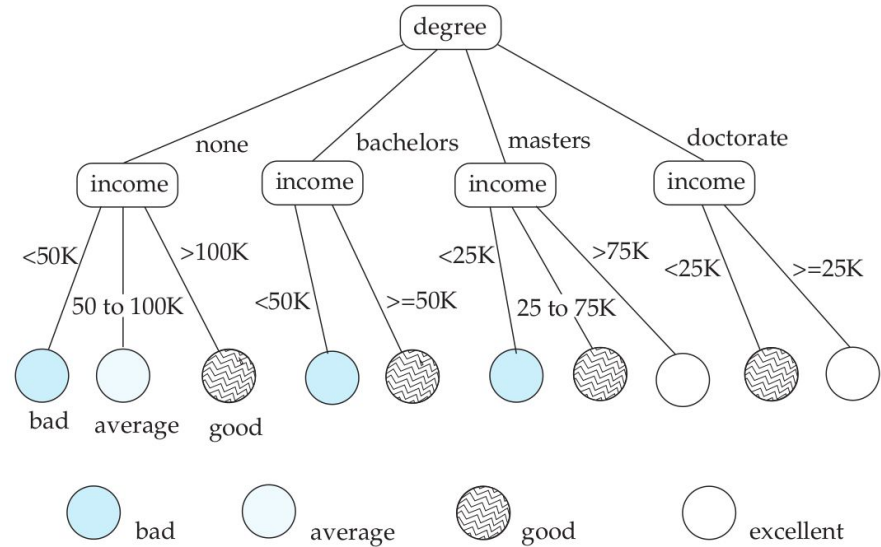 degree
none
bachelors
masters
doctorate
income
income
income
income
<50K
50 to 100K
>100K
<50K
>=50K
<25K
25 to 75K
>75K
<25K
>=25K
bad
average
good
bad
average
good
excellent